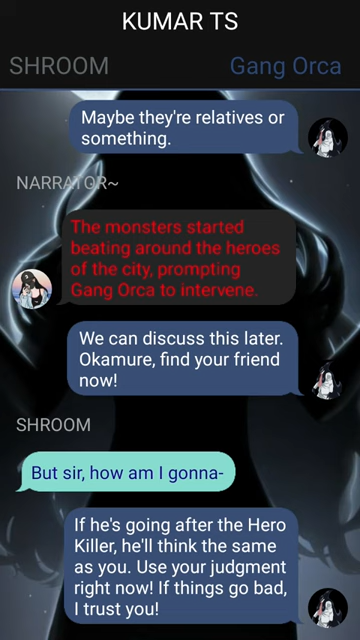 KUMAR TS
SHROOM
Gang Orca
Maybe they're relatives or
something.
NARRATOR~
The monsters started
beating around the heroes
of the city, prompting
Gang Orca to intervene.
We can discuss this later.
Okamure, find your friend
now!
SHROOM
But sir, how am I gonna-
If he's going after the Hero
Killer, he'll think the same
as you. Use your judgment
right now! If things go bad,
I trust you!